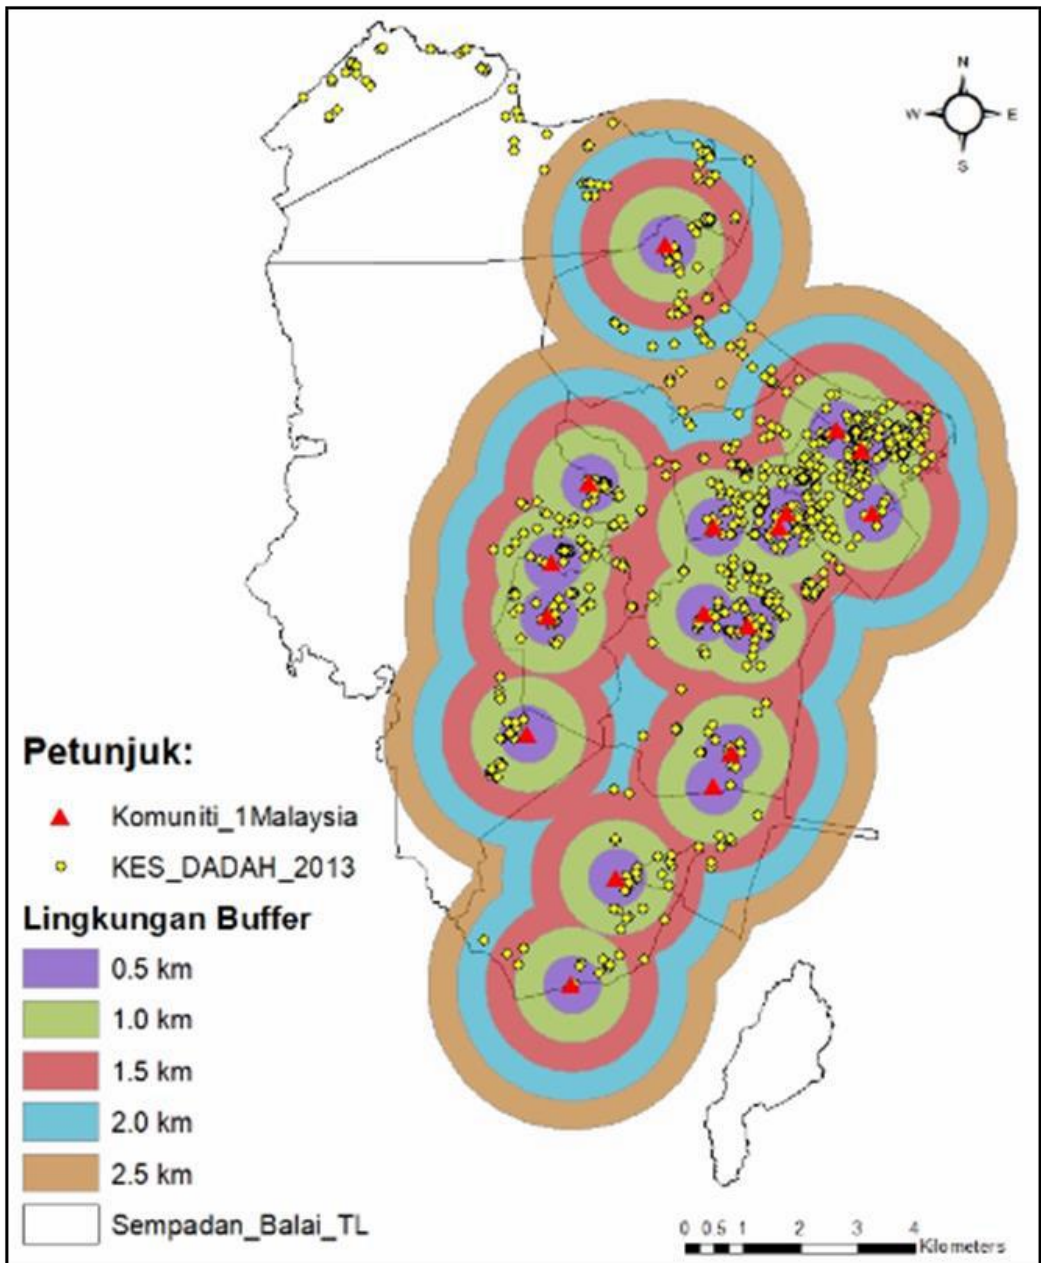 N
W E
S
Petunjuk:
Komuniti_1Malaysia
KES_DADAH_2013
Lingkungan Buffer
0.5 km
1.0 km
1.5 km
2.0 km
2.5 km
Sempadan_Balai_TL
0 0.5 1 2 3 4
Kilometers